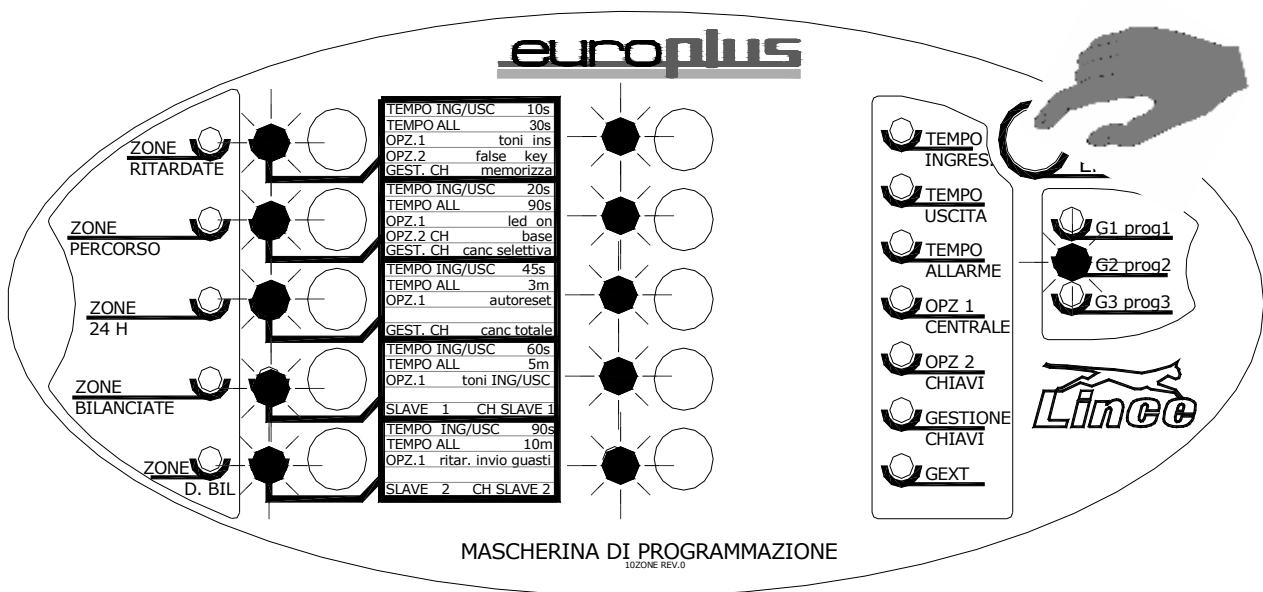 europlus
ZONE
RITARDATE
ZONE
PERCORSO
ZONE
24 H
ZONE
BILANCIATE
ZONE
D. BIL
TEMPO ING/USC 10s
TEMPO ALL 30s
OPZ.1 toni ins
OPZ.2 false key
GEST. CH memorizza
TEMPO ING/USC 20s
TEMPO ALL 90s
OPZ.1 led on
OPZ.2 CH base
GEST. CH canc selettiva
TEMPO ING/USC 45s
TEMPO ALL 3m
OPZ.1 autoreset
GEST. CH canc totale
TEMPO ING/USC 60s
TEMPO ALL 5m
OPZ.1 toni ING/USC
SLAVE 1 CH SLAVE 1
TEMPO ING/USC 90s
TEMPO ALL 10m
OPZ.1 ritar. invio guasti
SLAVE 2 CH SLAVE 2
TEMPO
INGRES.
TEMPO
USCITA
TEMPO
ALLARME
OPZ 1
CENTRALE
OPZ 2
CHIAVI
GESTIONE
CHIAVI
GEXT
G1 prog1
G2 prog2
G3 prog3
Lince
MASCHERINA DI PROGRAMMAZIONE
10ZONE REV.0